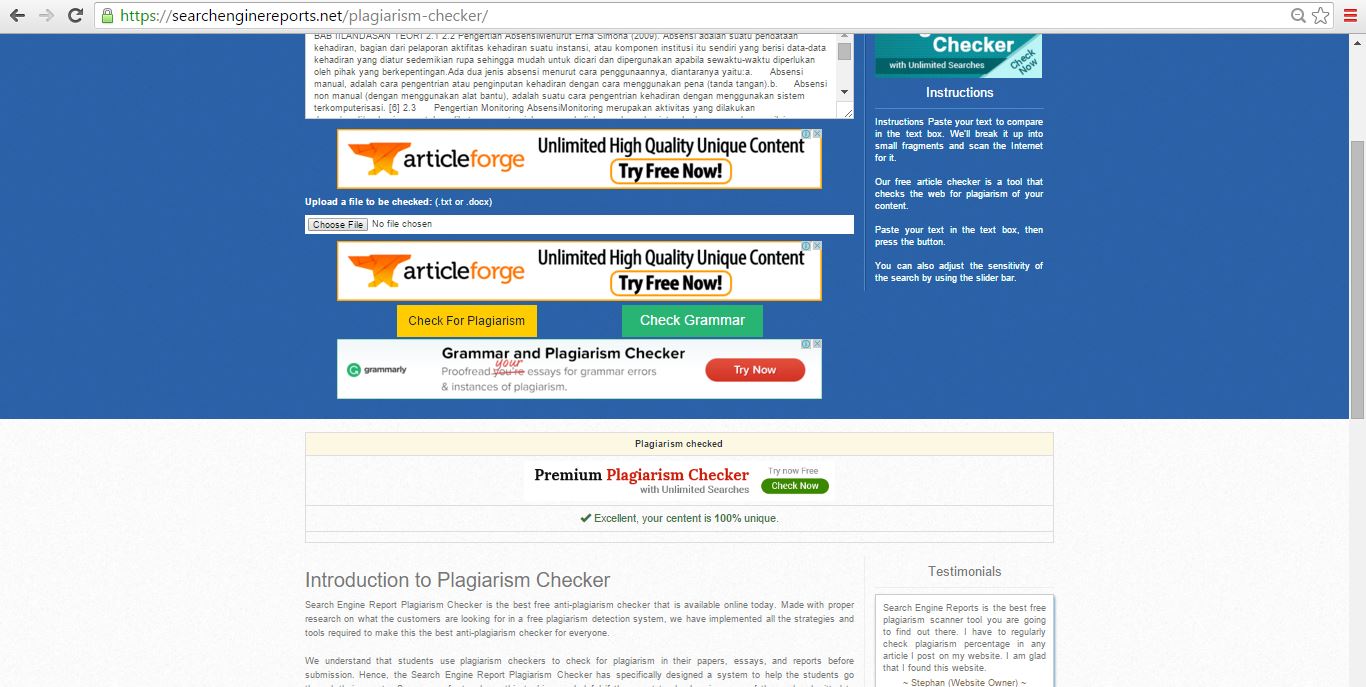 https://searchenginereports.net/plagiarism-checker/
BAB IILANDASAN TEORI 2.1 2.2 Pengertian AbsensiMenurut Erna Simona (2009). Absensi adalah suatu pendataan
kehadiran, bagian dari pelaporan aktifitas kehadiran suatu instansi, atau komponen institusi itu sendiri yang berisi data-data
kehadiran yang diatur sedemikian rupa sehingga mudah untuk dicari dan dipergunakan apabila sewaktu-waktu diperlukan
oleh pihak yang berkepentingan.Ada dua jenis absensi menurut cara penggunaannya, diantaranya yaitu:a. Absensi
manual, adalah cara pengentrian atau penginputan kehadiran dengan cara menggunakan pena (tanda tangan).b. Absensi
non manual (dengan menggunakan alat bantu), adalah suatu cara pengentrian kehadiran dengan menggunakan sistem
terkomputerisasi. [6] 2.3 Pengertian Monitoring AbsensiMonitoring merupakan aktivitas yang dilakukan
articleforge
Unlimited High Quality Unique Content
Try Free Now!
Upload a file to be checked: (.txt or .docx)
Choose File No file chosen
articleforge
Unlimited High Quality Unique Content
Try Free Now!
Check For Plagiarism
Check Grammar
grammarly
Grammar and Plagiarism Checker
your
Proofread you're essays for grammar errors
& instances of plagiarism.
Try Now
Checker
with Unlimited Searches
Check
Now
Instructions
Instructions Paste your text to compare
in the text box. We'll break it up into
small fragments and scan the Internet
for it.
Our free article checker is a tool that
checks the web for plagiarism of your
content.
Paste your text in the text box, then
press the button.
You can also adjust the sensitivity of
the search by using the slider bar.
Plagiarism checked
Premium Plagiarism Checker
with Unlimited Searches
Try now Free
Check Now
Excellent, your centent is 100% unique.
Introduction to Plagiarism Checker
Search Engine Report Plagiarism Checker is the best free anti-plagiarism checker that is available online today. Made with proper
research on what the customers are looking for in a free plagiarism detection system, we have implemented all the strategies and
tools required to make this the best anti-plagiarism checker for everyone.
We understand that students use plagiarism checkers to check for plagiarism in their papers, essays, and reports before
submission. Hence, the Search Engine Report Plagiarism Checker has specifically designed a system to help the students go
Testimonials
Search Engine Reports is the best free
plagiarism scanner tool you are going
to find out there. I have to regularly
check plagiarism percentage in any
article I post on my website. I am glad
that I found this website.
~ Stephan (Website Owner) ~